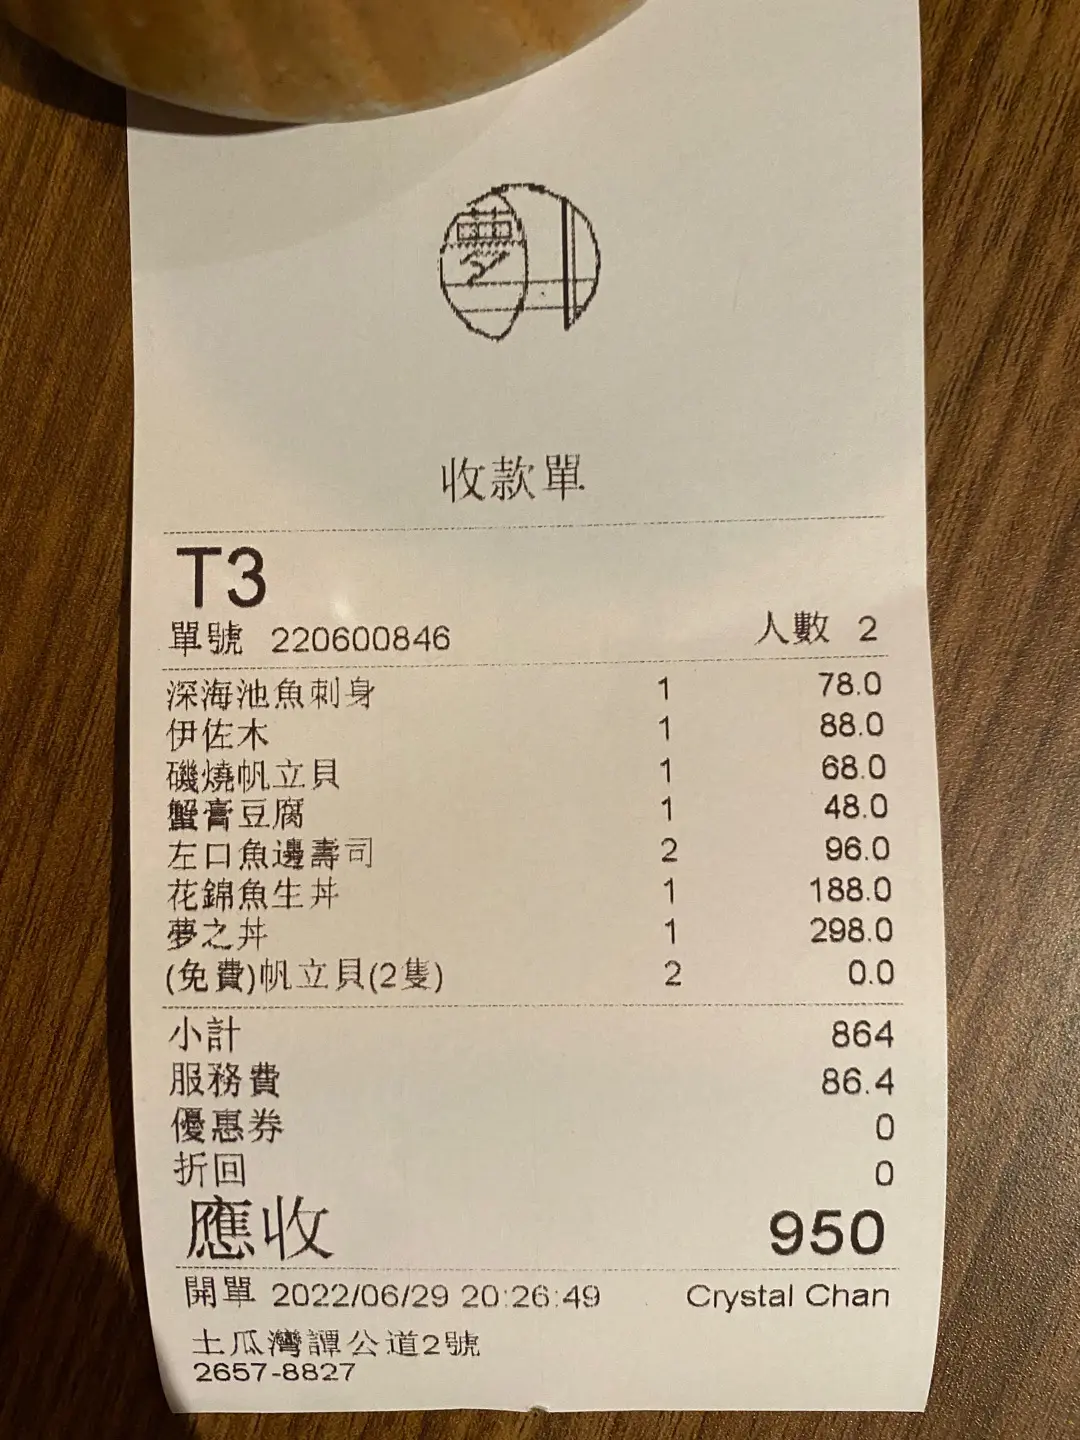 夢
收款單
T3
單號 220600846 人數 2
深海池魚刺身 1 78.0
伊佐木 1 88.0
磯燒帆立貝 1 68.0
蟹膏豆腐 1 48.0
左口魚邊壽司 2 96.0
花錦魚生丼 1 188.0
夢之丼 1 298.0
(免費)帆立貝(2隻) 2 0.0
小計 864
服務費 86.4
優惠券 0
折回 0
應收 950
開單 2022/06/29 20:26:49 Crystal Chan
土瓜灣譚公道2號
2657-8827